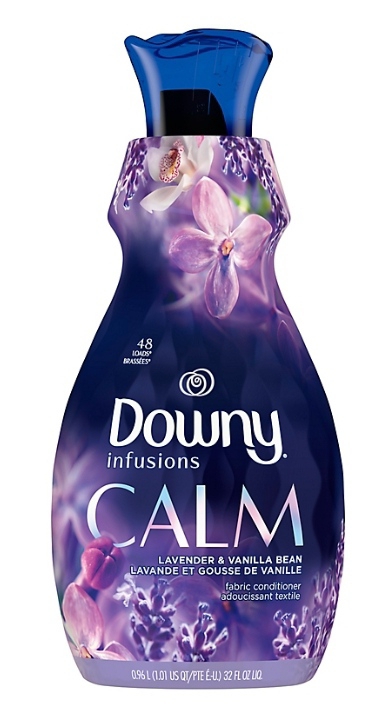 48
LOADS*
BRASSÉES*
Downy
infusions
CALM
LAVENDER & VANILLA BEAN
LAVANDE ET GOUSSE DE VANILLE
fabric conditioner
adoucissant textile
0.96 L (1.01 US QT/PTE É-U.) 32 FL OZ LIQ.